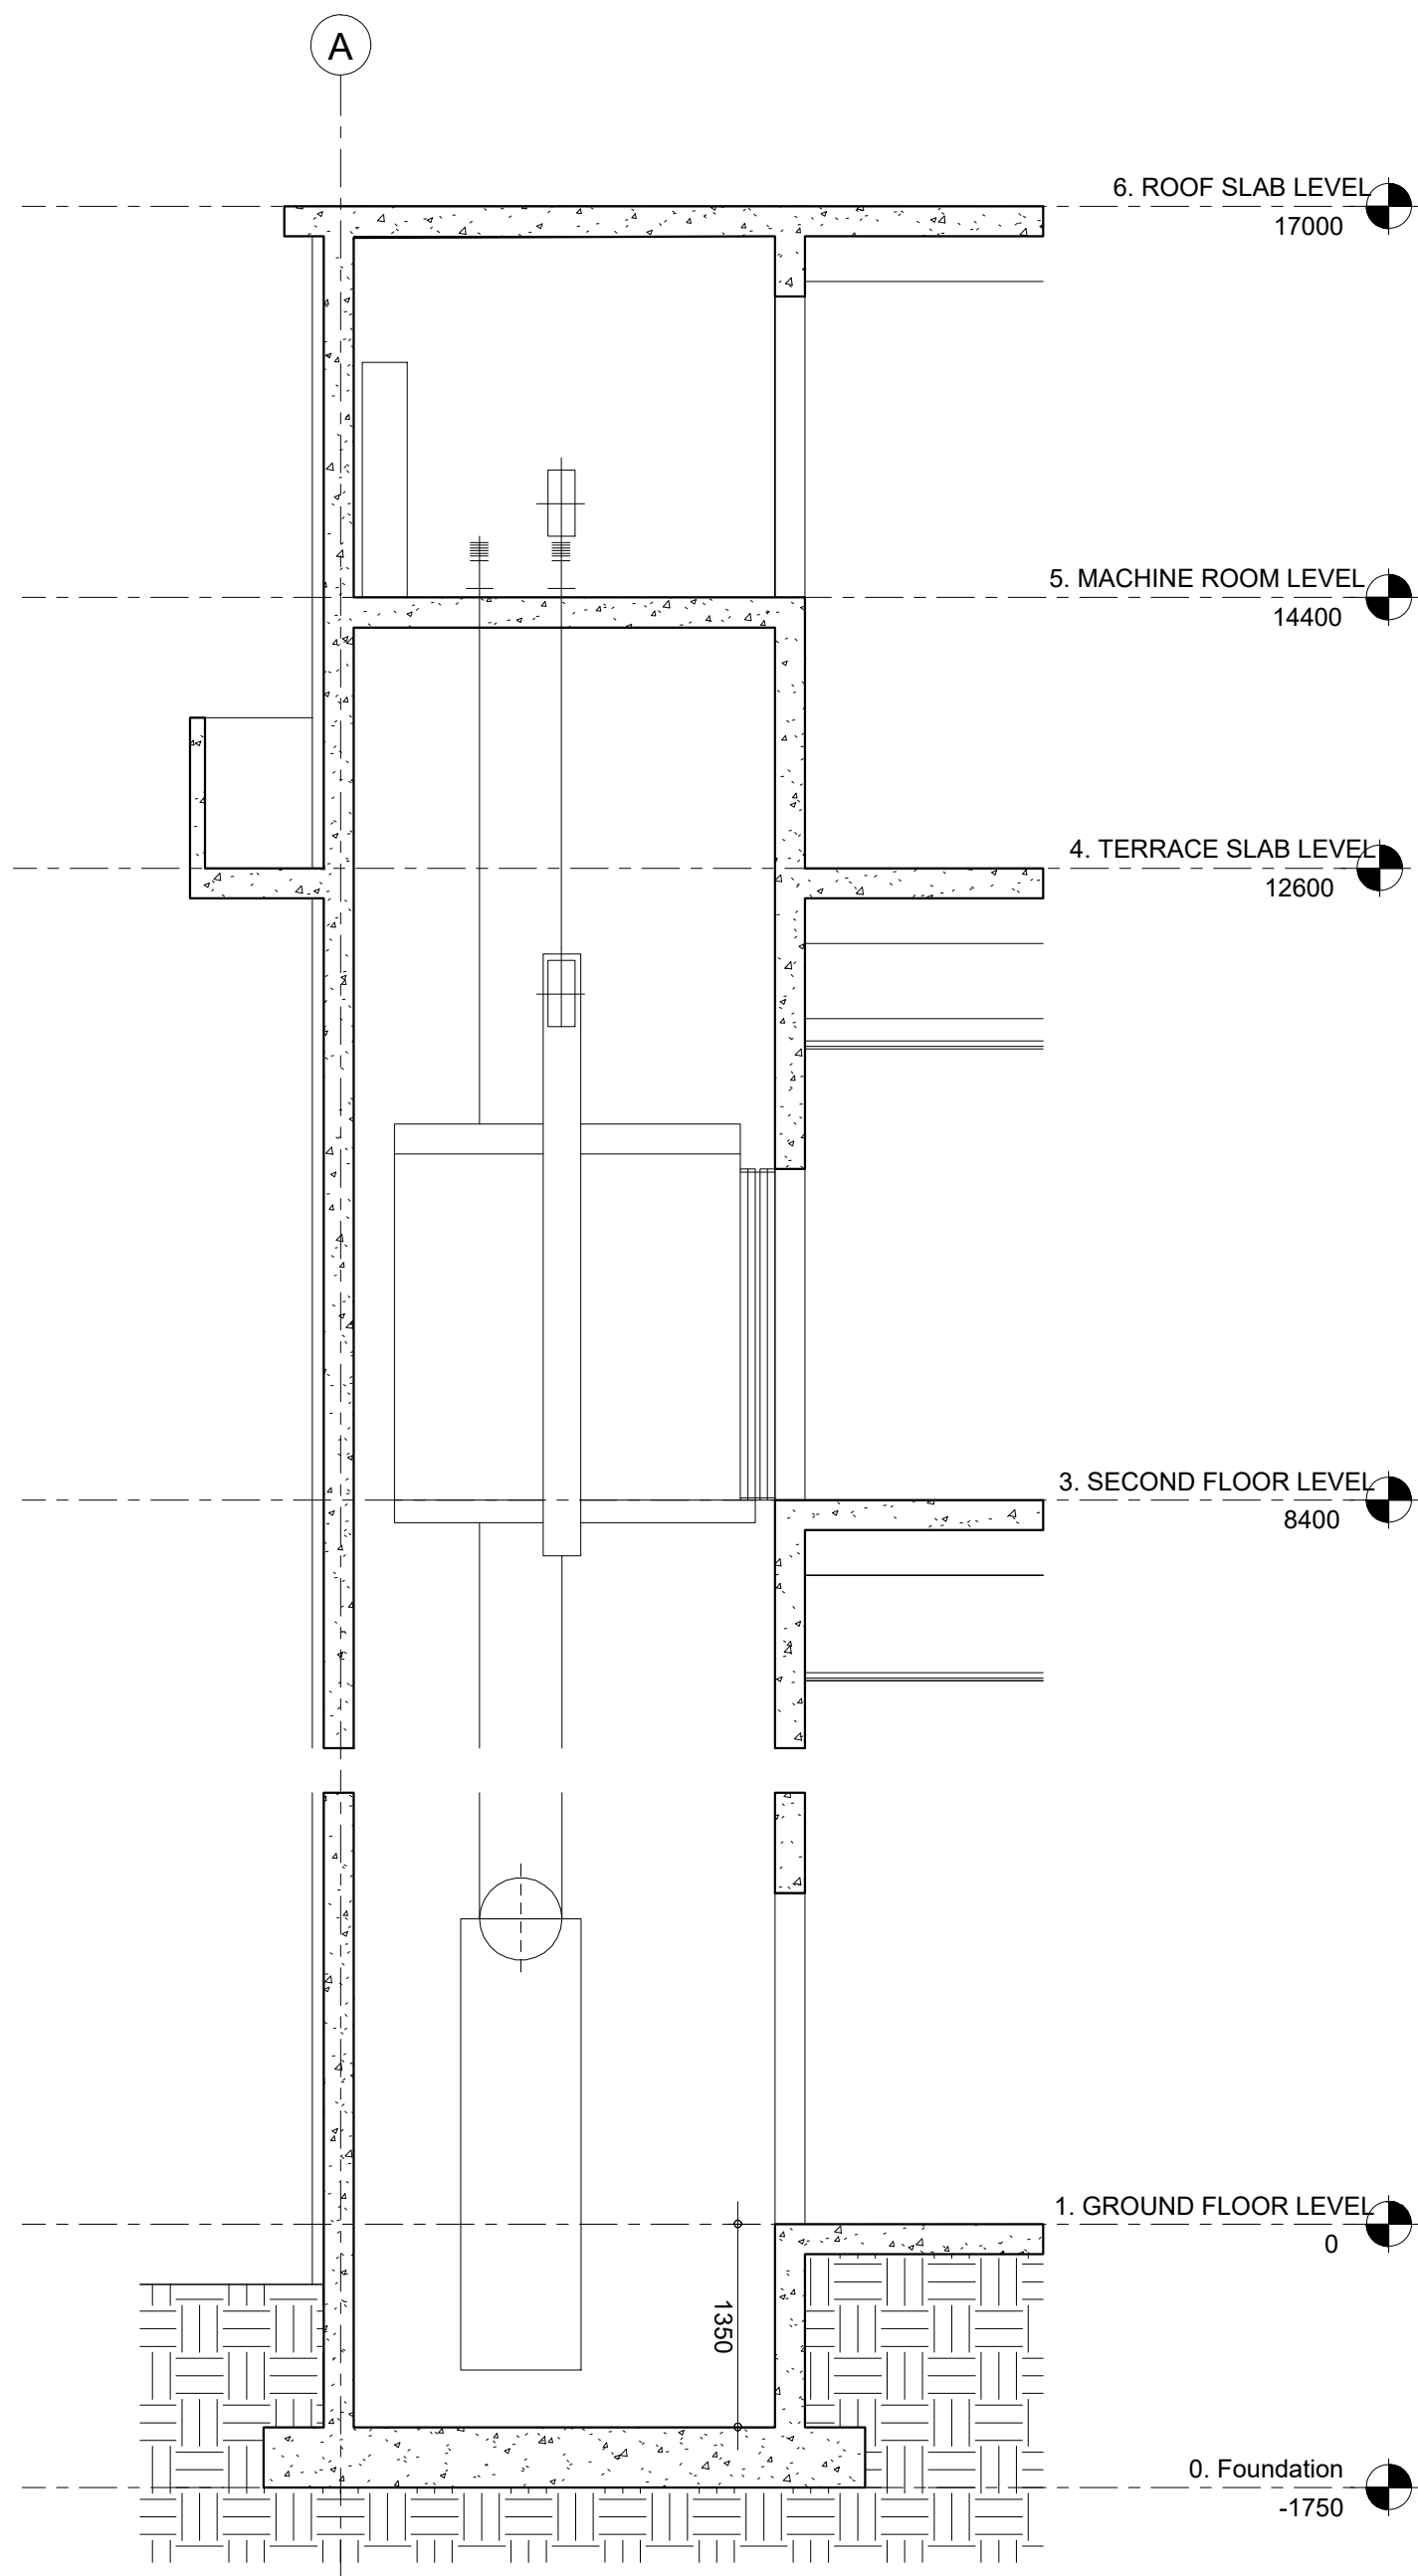 A
6. ROOF SLAB LEVEL
17000
5. MACHINE ROOM LEVEL
14400
4. TERRACE SLAB LEVEL
12600
3. SECOND FLOOR LEVEL
8400
1. GROUND FLOOR LEVEL
0
1350
0. Foundation
-1750